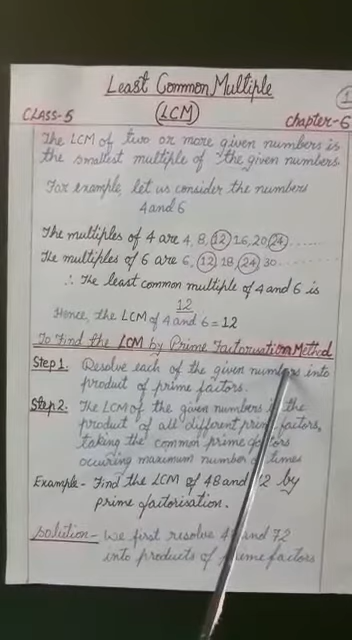 Least Common Multiple
(LCM)
1
CLASS-5
chapter-6
The LCM of two or more given numbers is
the smallest multiple of the given numbers.
For example, let us consider the numbers
4 and 6
The multiples of 4 are 4, 8, 12 16, 20 24 ......
The multiples of 6 are 6, 12 18, 24 30 ........
∴ The least common multiple of 4 and 6 is
12
Hence, the LCM of 4 and 6 = 12
To Find the LCM by Prime Factorisation Method
Step 1. Resolve each of the given numbers into
product of prime factors.
Step 2. The LCM of the given numbers is the
product of all different prime factors,
taking the common prime factors
occuring maximum number of times
Example - Find the LCM of 48 and 72 by
prime factorisation.
Solution - We first resolve 48 and 72
into products of prime factors